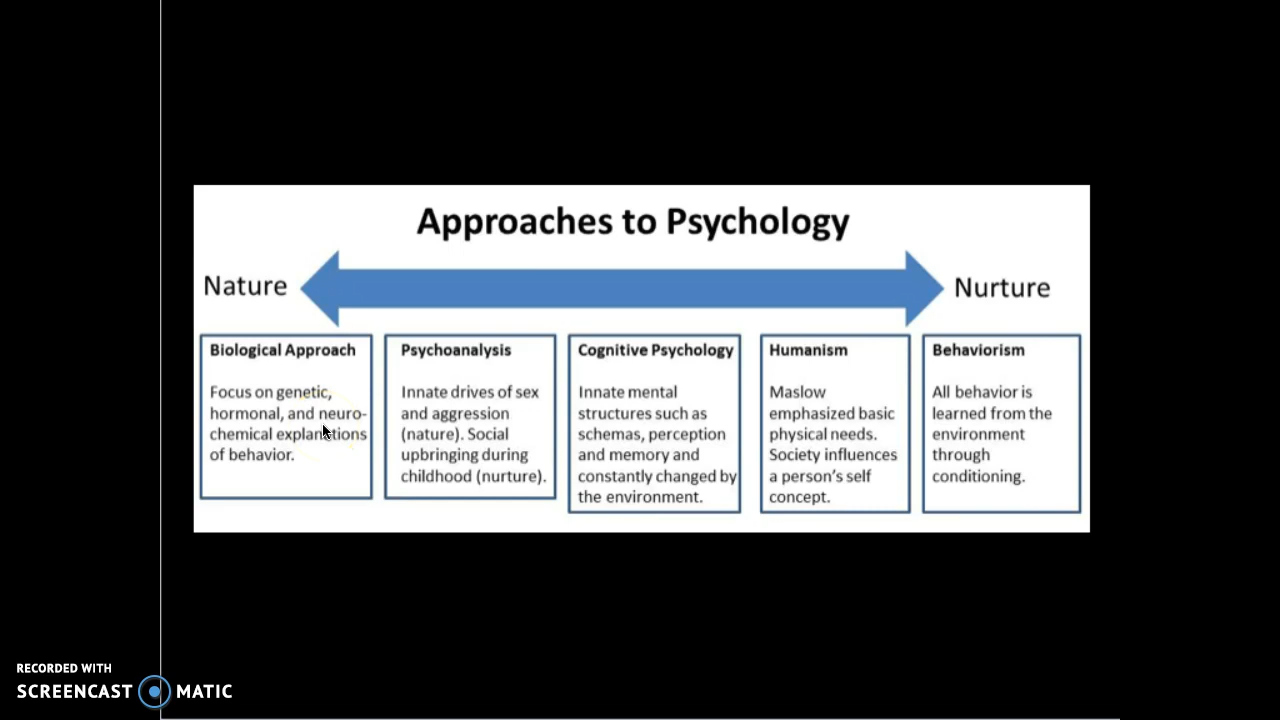 Approaches to Psychology
Nature
Nurture
Biological Approach
Focus on genetic,
hormonal, and neuro-
chemical explanations
of behavior.
Psychoanalysis
Innate drives of sex
and aggression
(nature). Social
upbringing during
childhood (nurture).
Cognitive Psychology
Innate mental
structures such as
schemas, perception
and memory and
constantly changed by
the environment.
Humanism
Maslow
emphasized basic
physical needs.
Society influences
a person's self
concept.
Behaviorism
All behavior is
learned from the
environment
through
conditioning.
RECORDED WITH
SCREENCAST MATIC